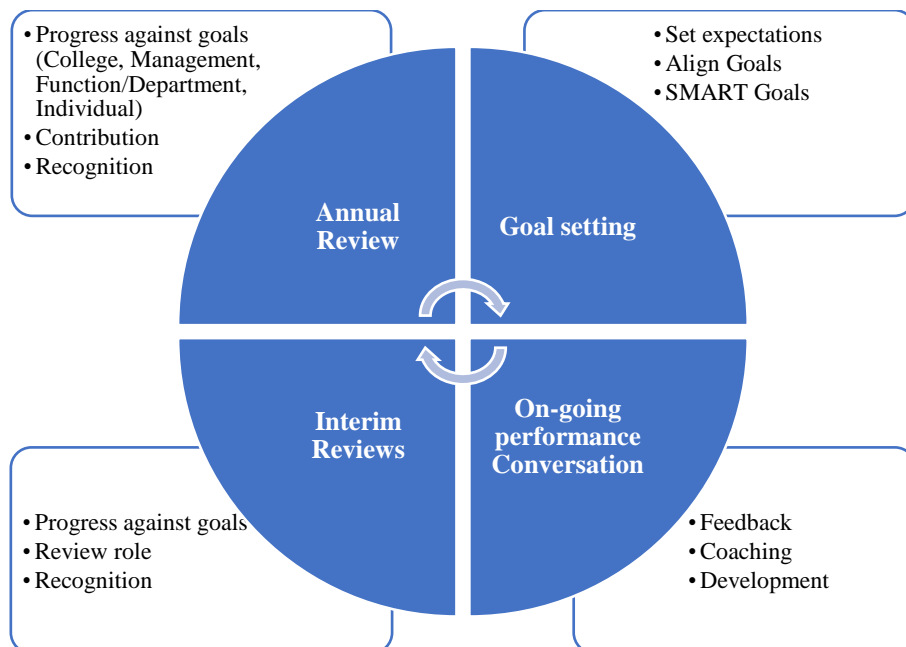 • Progress against goals
(College, Management,
Function/Department,
Individual)
• Contribution
• Recognition
• Set expectations
• Align Goals
• SMART Goals
Annual
Review
Goal setting
Interim
Reviews
On-going
performance
Conversation
• Progress against goals
• Review role
• Recognition
• Feedback
• Coaching
• Development